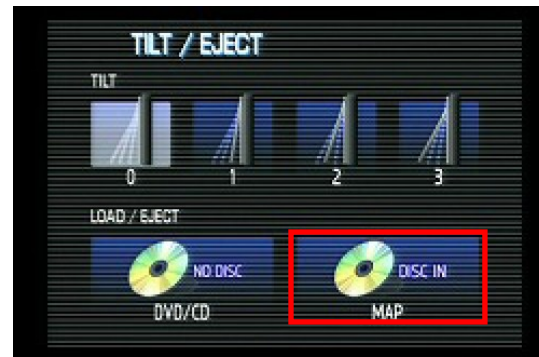 TILT / EJECT
TILT
0 1 2 3
LOAD / EJECT
NO DISC DISC IN
DVD/CD MAP